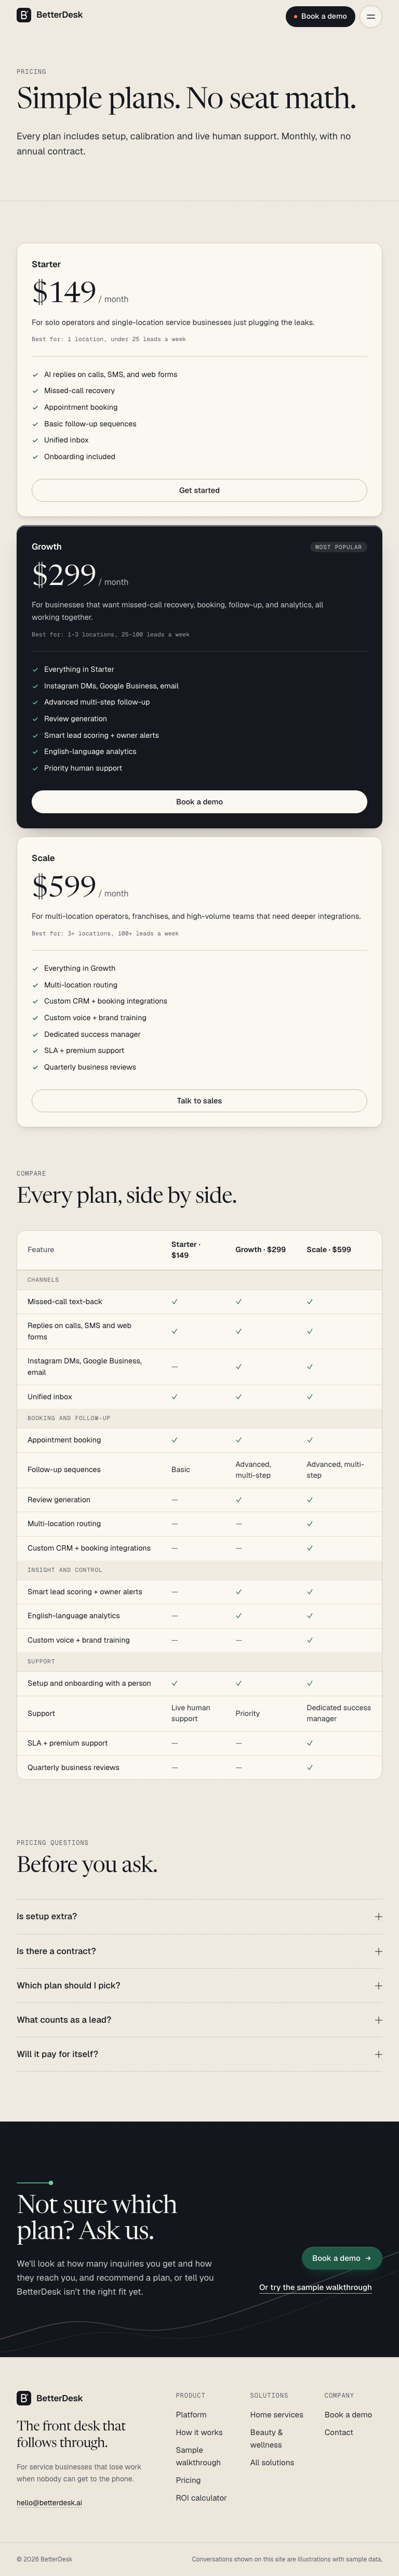 BetterDesk
Book a demo
PRICING
Simple plans. No seat math.
Every plan includes setup, calibration and live human support. Monthly, with no
annual contract.
Starter
$149 / month
For solo operators and single-location service businesses just plugging the leaks.
Best for: 1 location, under 25 leads a week
AI replies on calls, SMS, and web forms
Missed-call recovery
Appointment booking
Basic follow-up sequences
Unified inbox
Onboarding included
Get started
Growth
MOST POPULAR
$299 / month
For businesses that want missed-call recovery, booking, follow-up, and analytics, all
working together.
Best for: 1–3 locations, 25–100 leads a week
Everything in Starter
Instagram DMs, Google Business, email
Advanced multi-step follow-up
Review generation
Smart lead scoring + owner alerts
English-language analytics
Priority human support
Book a demo
Scale
$599 / month
For multi-location operators, franchises, and high-volume teams that need deeper integrations.
Best for: 3+ locations, 100+ leads a week
Everything in Growth
Multi-location routing
Custom CRM + booking integrations
Custom voice + brand training
Dedicated success manager
SLA + premium support
Quarterly business reviews
Talk to sales
COMPARE
Every plan, side by side.
Feature Starter · $149 Growth · $299 Scale · $599
CHANNELS
Missed-call text-back ✓ ✓ ✓
Replies on calls, SMS and web forms ✓ ✓ ✓
Instagram DMs, Google Business, email — ✓ ✓
Unified inbox ✓ ✓ ✓
BOOKING AND FOLLOW-UP
Appointment booking ✓ ✓ ✓
Follow-up sequences Basic Advanced, multi-step Advanced, multi-step
Review generation — ✓ ✓
Multi-location routing — — ✓
Custom CRM + booking integrations — — ✓
INSIGHT AND CONTROL
Smart lead scoring + owner alerts — ✓ ✓
English-language analytics — ✓ ✓
Custom voice + brand training — — ✓
SUPPORT
Setup and onboarding with a person ✓ ✓ ✓
Support Live human support Priority Dedicated success manager
SLA + premium support — — ✓
Quarterly business reviews — — ✓
PRICING QUESTIONS
Before you ask.
Is setup extra?
Is there a contract?
Which plan should I pick?
What counts as a lead?
Will it pay for itself?
Not sure which
plan? Ask us.
We'll look at how many inquiries you get and how
they reach you, and recommend a plan, or tell you
BetterDesk isn't the right fit yet.
Book a demo →
Or try the sample walkthrough
BetterDesk
The front desk that
follows through.
For service businesses that lose work
when nobody can get to the phone.
hello@betterdesk.ai
PRODUCT
Platform
How it works
Sample
walkthrough
Pricing
ROI calculator
SOLUTIONS
Home services
Beauty &
wellness
All solutions
COMPANY
Book a demo
Contact
© 2026 BetterDesk
Conversations shown on this site are illustrations with sample data.